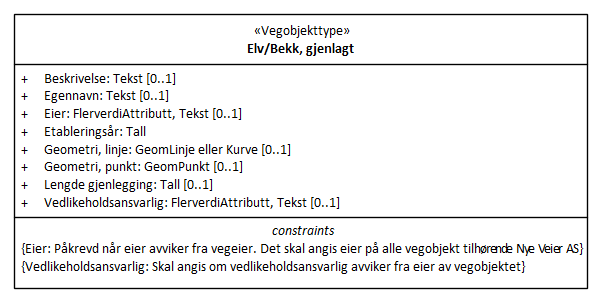 «Vegobjekttype»
Elv/Bekk, gjenlagt
+ Beskrivelse: Tekst [0..1]
+ Egennavn: Tekst [0..1]
+ Eier: FlerverdiAttributt, Tekst [0..1]
+ Etableringsår: Tall
+ Geometri, linje: GeomLinje eller Kurve [0..1]
+ Geometri, punkt: GeomPunkt [0..1]
+ Lengde gjenlegging: Tall [0..1]
+ Vedlikeholdsansvarlig: FlerverdiAttributt, Tekst [0..1]
constraints
{Eier: Påkrevd når eier avviker fra vegeier. Det skal angis eier på alle vegobjekt tilhørende Nye Veier AS}
{Vedlikeholdsansvarlig: Skal angis om vedlikeholdsansvarlig avviker fra eier av vegobjektet}